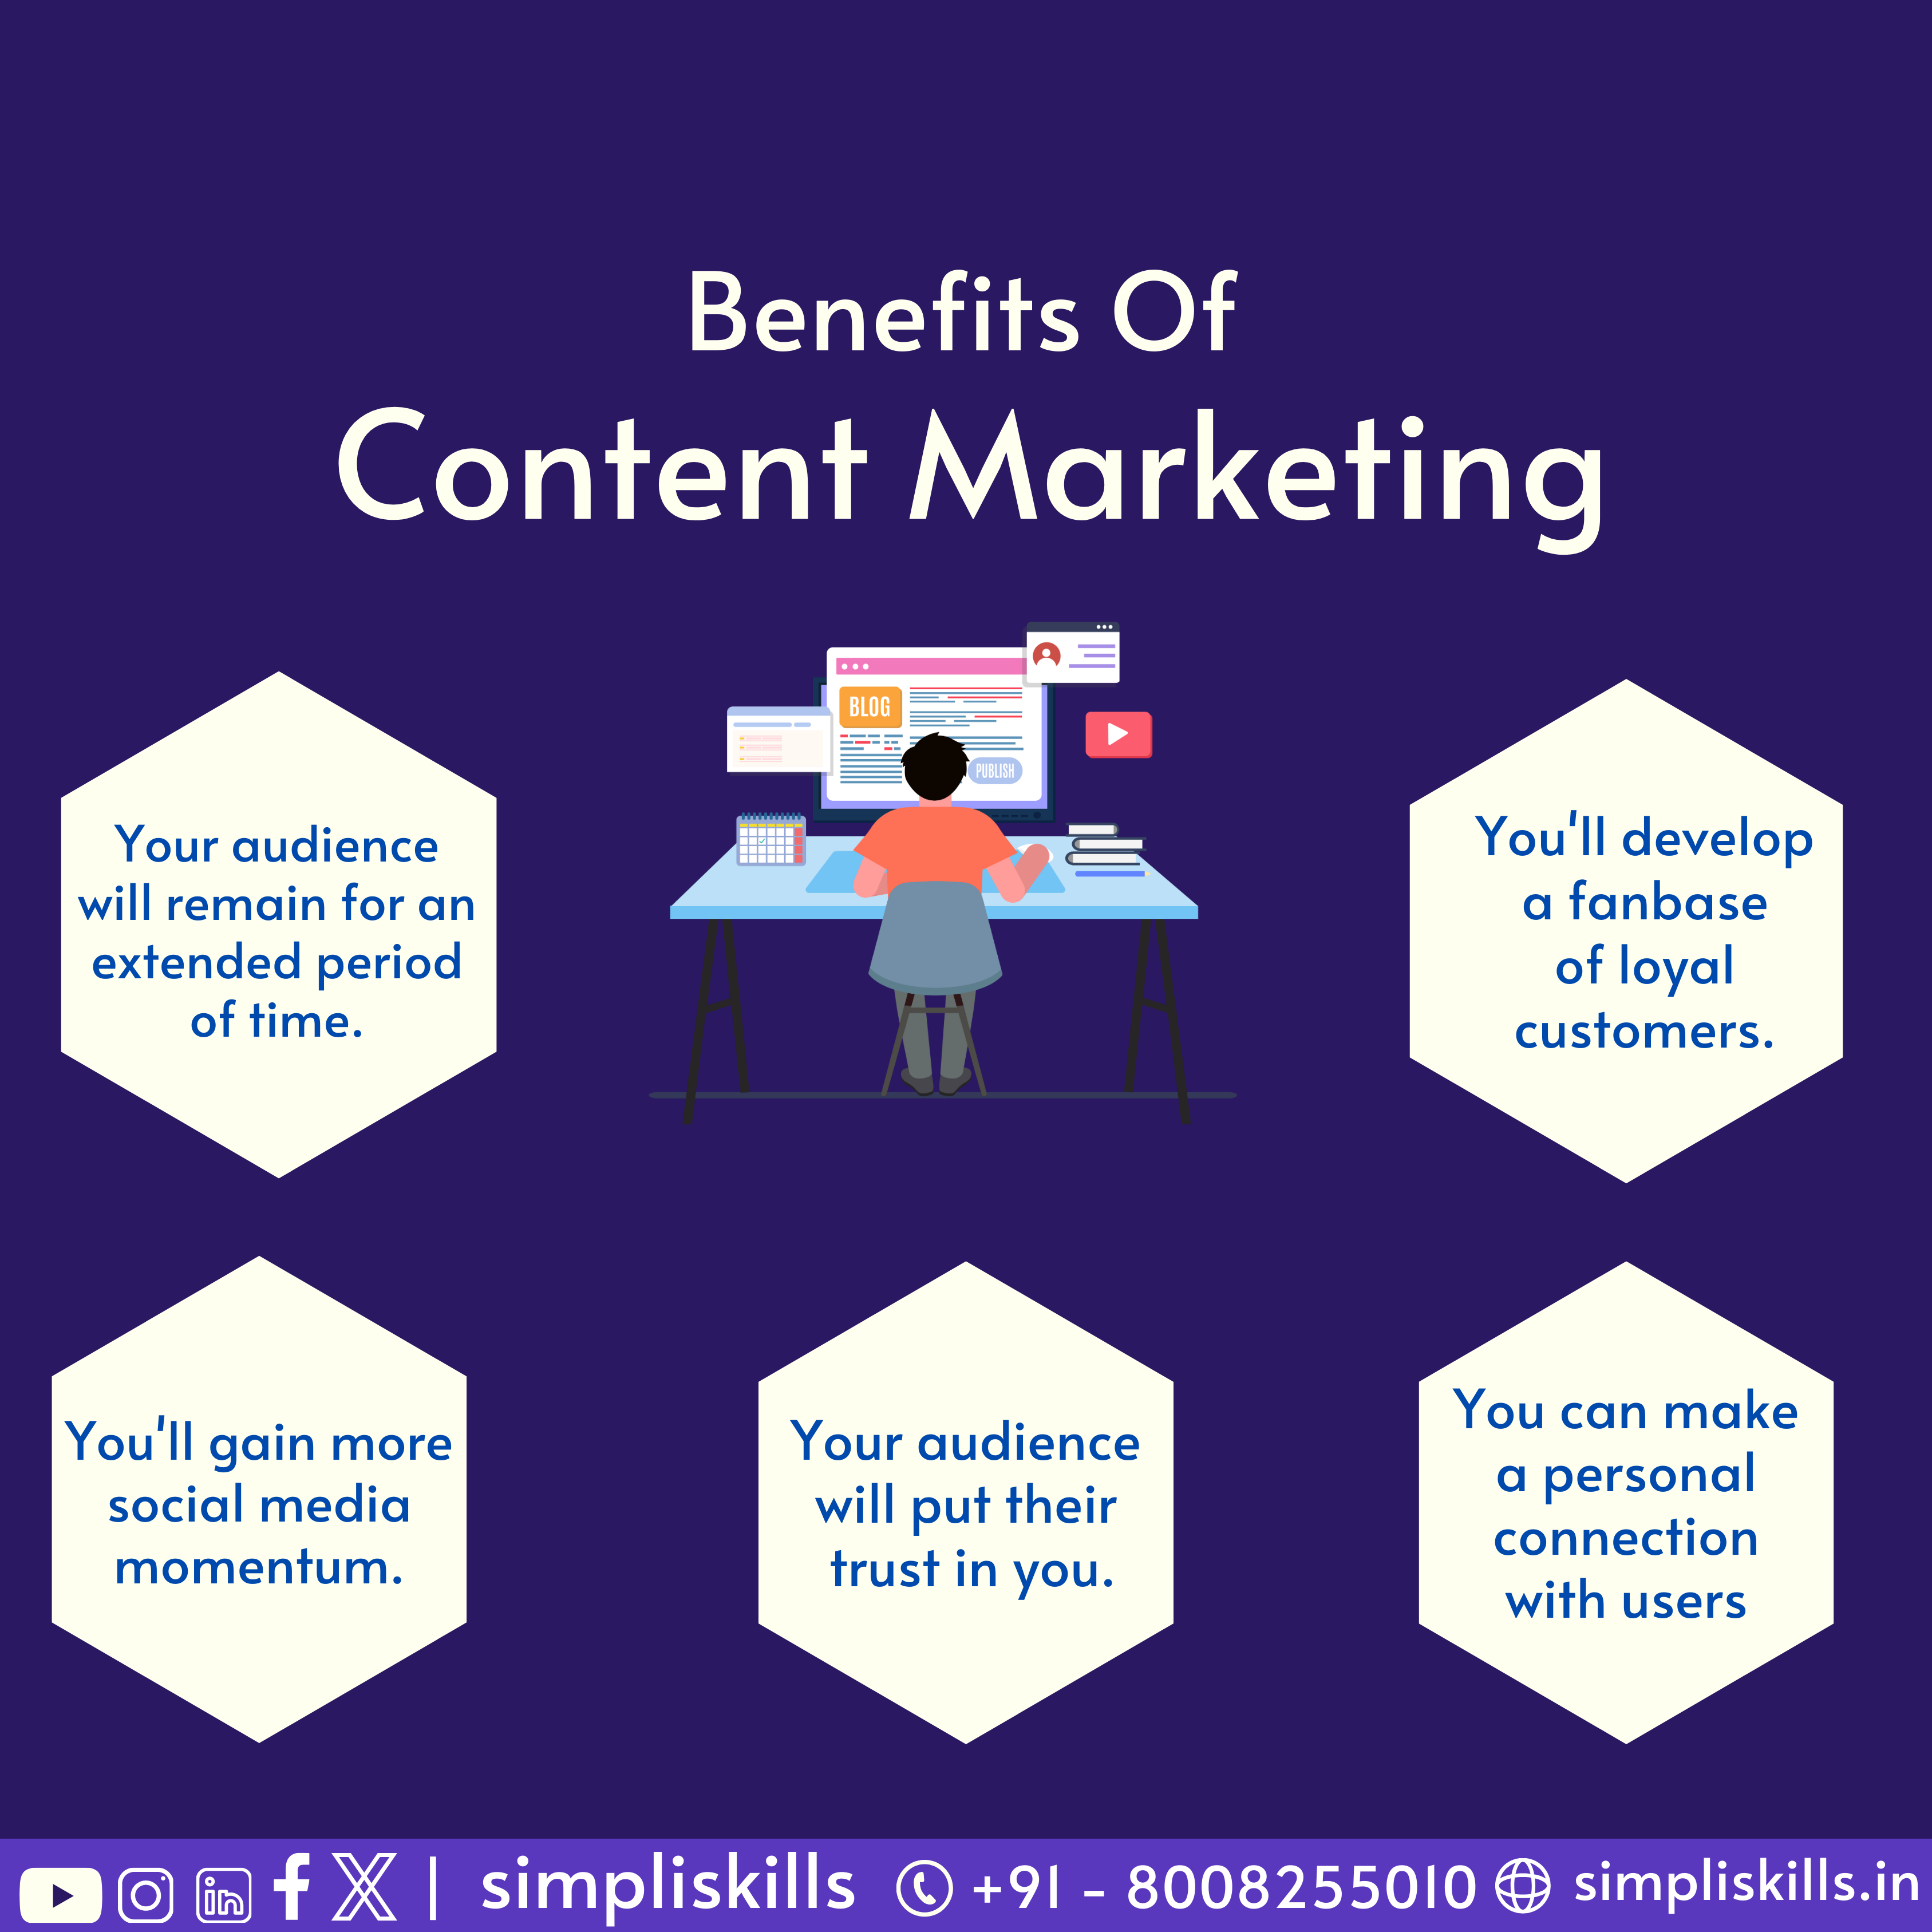 Benefits Of
Content Marketing
BLOG
PUBLISH
Your audience
will remain for an
extended period
of time.
You'll develop
a fanbase
of loyal
customers.
You'll gain more
social media
momentum.
Your audience
will put their
trust in you.
You can make
a personal
connection
with users
simpliskills +91 - 8008255010 simpliskills.in